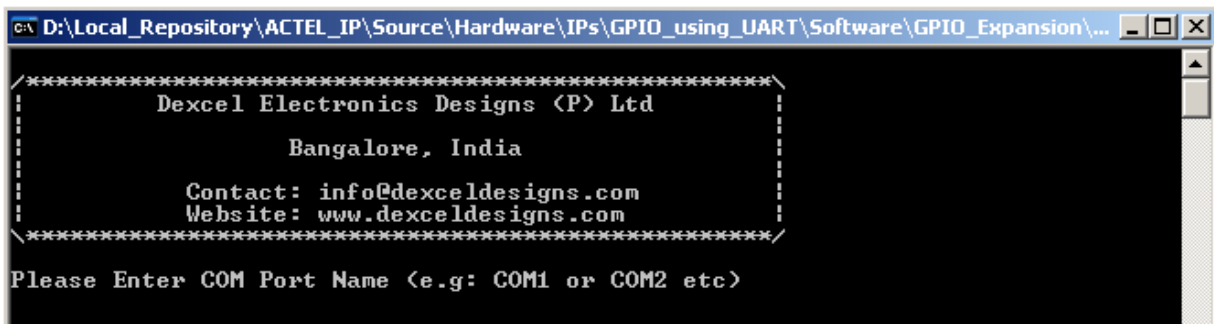 D:\Local_Repository\ACTEL_IP\Source\Hardware\IPs\GPIO_using_UART\Software\GPIO_Expansion\...
/***************************************************\
Dexcel Electronics Designs (P) Ltd
Bangalore, India
Contact: info@dexceldesigns.com
Website: www.dexceldesigns.com
\***************************************************/
Please Enter COM Port Name (e.g: COM1 or COM2 etc)